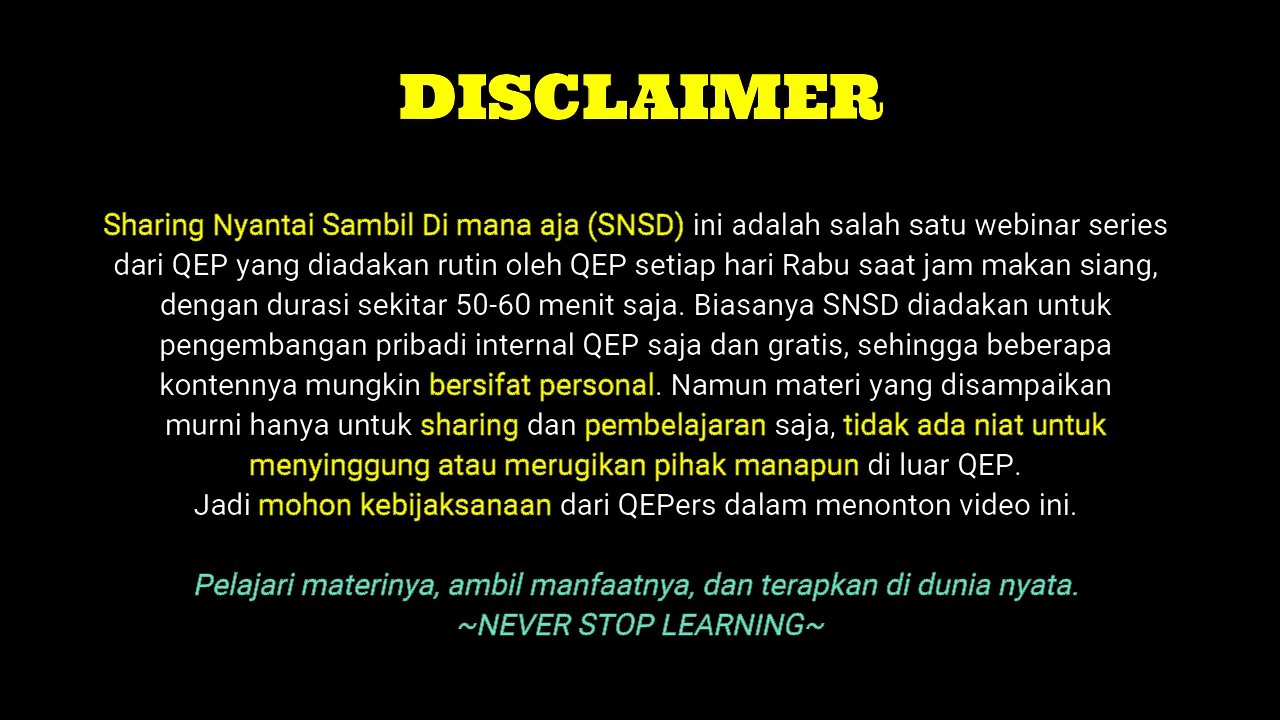 DISCLAIMER
Sharing Nyantai Sambil Di mana aja (SNSD) ini adalah salah satu webinar series
dari QEP yang diadakan rutin oleh QEP setiap hari Rabu saat jam makan siang,
dengan durasi sekitar 50-60 menit saja. Biasanya SNSD diadakan untuk
pengembangan pribadi internal QEP saja dan gratis, sehingga beberapa
kontennya mungkin bersifat personal. Namun materi yang disampaikan
murni hanya untuk sharing dan pembelajaran saja, tidak ada niat untuk
menyinggung atau merugikan pihak manapun di luar QEP.
Jadi mohon kebijaksanaan dari QEPers dalam menonton video ini.
Pelajari materinya, ambil manfaatnya, dan terapkan di dunia nyata.
~NEVER STOP LEARNING~